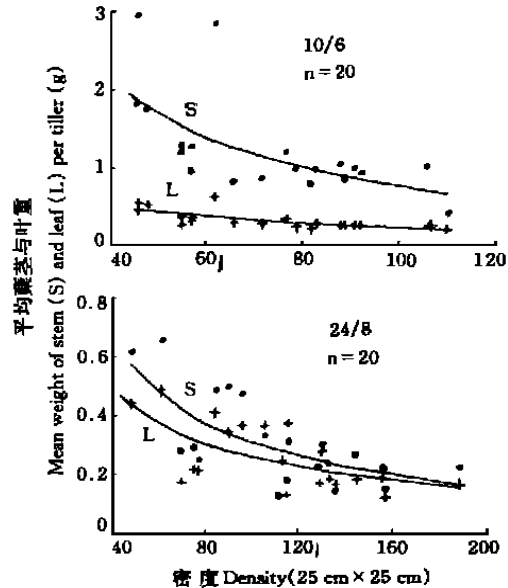 平均蘖茎与叶重
Mean weight of stem (S) and leaf (L) per tiller (g)
3
2
1
0
10/6
n=20
S
L
40 60 80 100 120
0.8
0.6
0.4
0.2
0
24/8
n=20
S
L
40 80 120 160 200
密 度 Density(25 cm×25 cm)